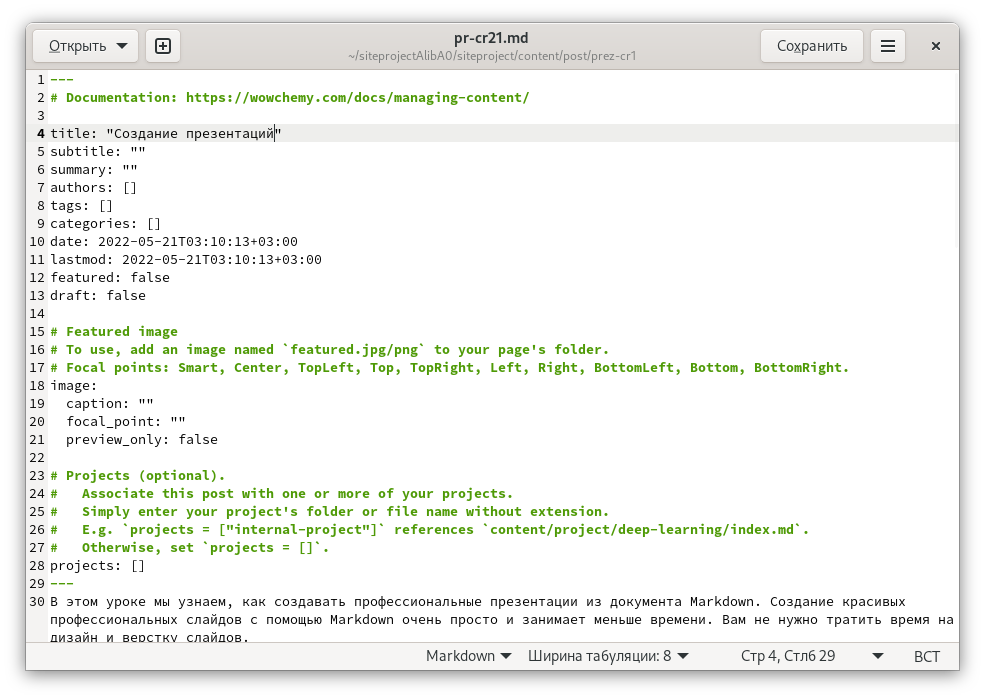 Открыть
pr-cr21.md
~/siteprojectAlibA0/siteproject/content/post/prez-cr1
Сохранить
1 ---
2 # Documentation: https://wowchemy.com/docs/managing-content/
3
4 title: "Создание презентаций"
5 subtitle: ""
6 summary: ""
7 authors: []
8 tags: []
9 categories: []
10 date: 2022-05-21T03:10:13+03:00
11 lastmod: 2022-05-21T03:10:13+03:00
12 featured: false
13 draft: false
14
15 # Featured image
16 # To use, add an image named `featured.jpg/png` to your page's folder.
17 # Focal points: Smart, Center, TopLeft, Top, TopRight, Left, Right, BottomLeft, Bottom, BottomRight.
18 image:
19   caption: ""
20   focal_point: ""
21   preview_only: false
22
23 # Projects (optional).
24 #   Associate this post with one or more of your projects.
25 #   Simply enter your project's folder or file name without extension.
26 #   E.g. `projects = ["internal-project"]` references `content/project/deep-learning/index.md`.
27 #   Otherwise, set `projects = []`.
28 projects: []
29 ---
30 В этом уроке мы узнаем, как создавать профессиональные презентации из документа Markdown. Создание красивых
профессиональных слайдов с помощью Markdown очень просто и занимает меньше времени. Вам не нужно тратить время на
дизайн и верстку слайдов.
Markdown Ширина табуляции: 8 Стр 4, Стлб 29 ВСТ